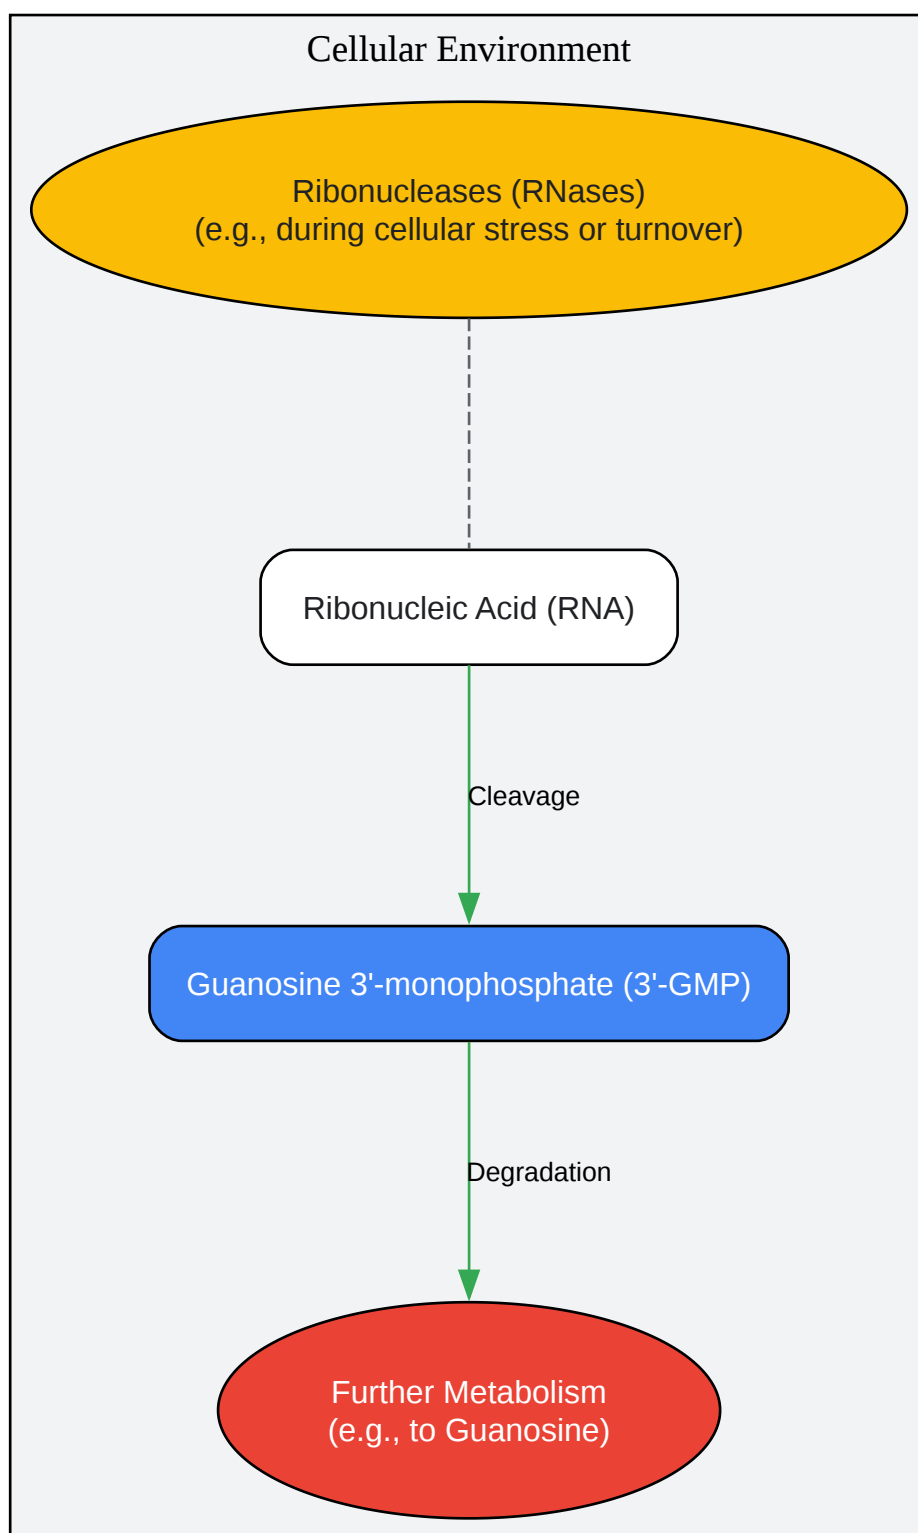 Cellular Environment
Ribonucleases (RNases)
(e.g., during cellular stress or turnover)
Ribonucleic Acid (RNA)
Cleavage
Guanosine 3'-monophosphate (3'-GMP)
Degradation
Further Metabolism
(e.g., to Guanosine)